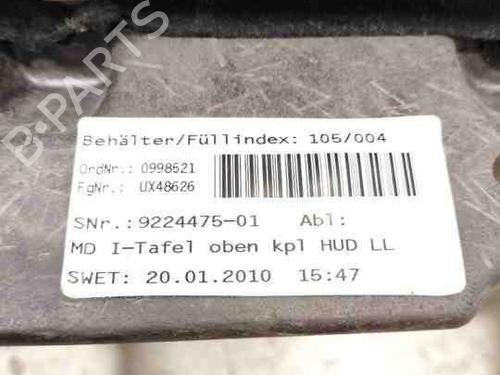 B-PARTS
Behälter/Füllindex: 105/004
OrdNr.: 0998521
FgNr.: UX48626
SNr.:9224475-01 Abl:
MD I-Tafel oben kpl HUD LL
SWET: 20.01.2010 15:47